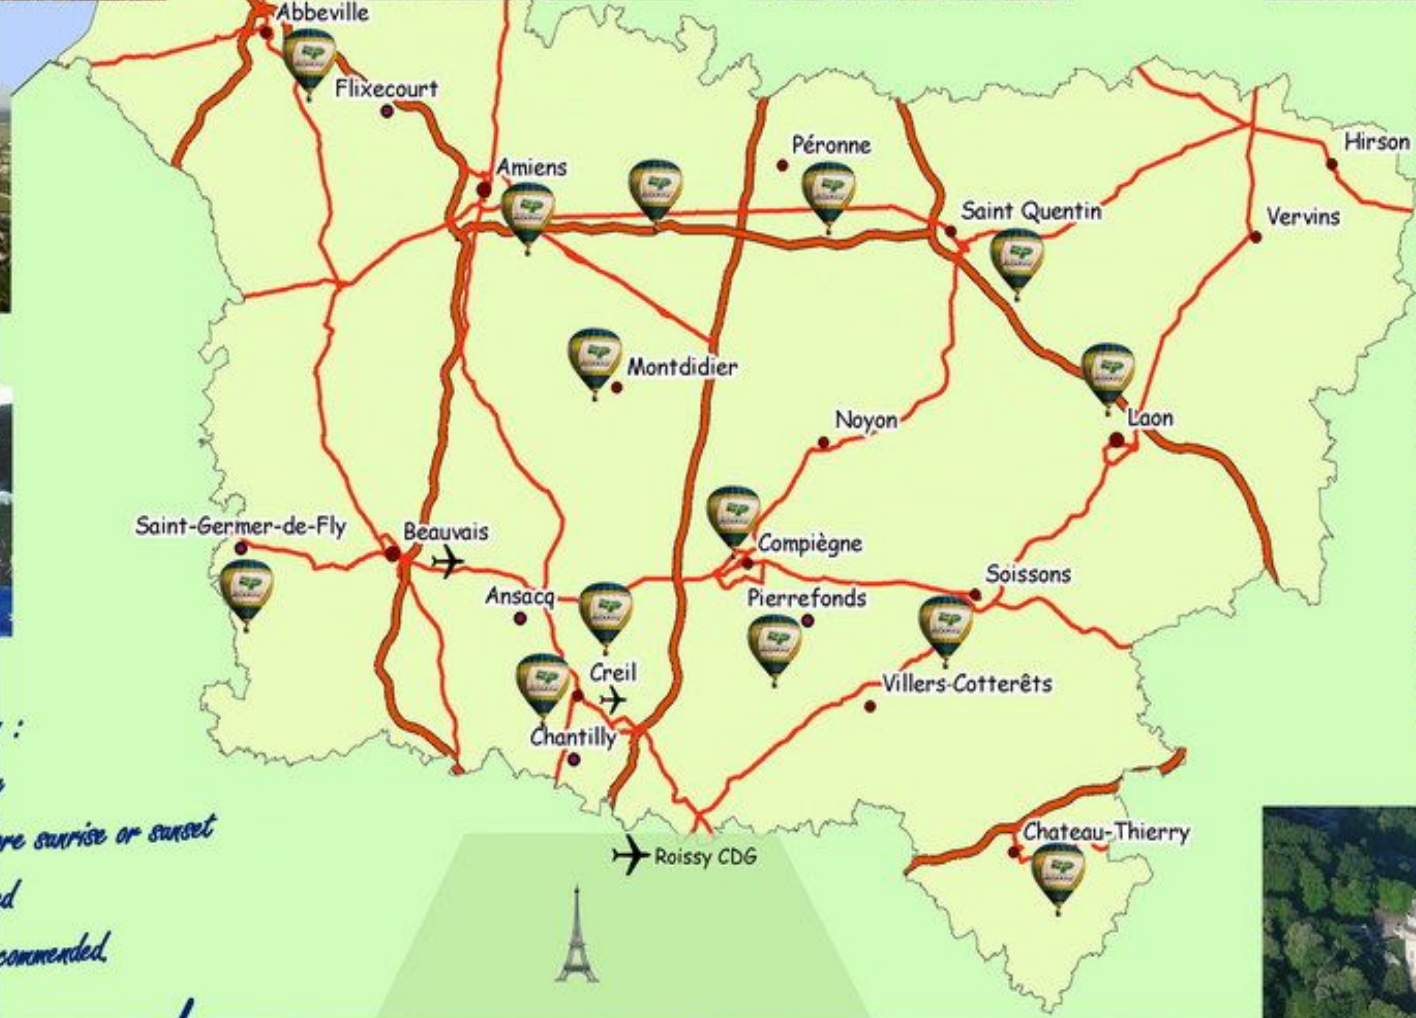 Abbeville
Flixecourt
Amiens
Péronne
Hirson
Saint Quentin
Vervins
Montdidier
Noyon
Laon
Saint-Germer-de-Fly
Beauvais
Compiègne
Soissons
Ansacq
Pierrefonds
Creil
Villers-Cotterêts
Chantilly
:
sunrise or sunset
Chateau-Thierry
Roissy CDG
commended.